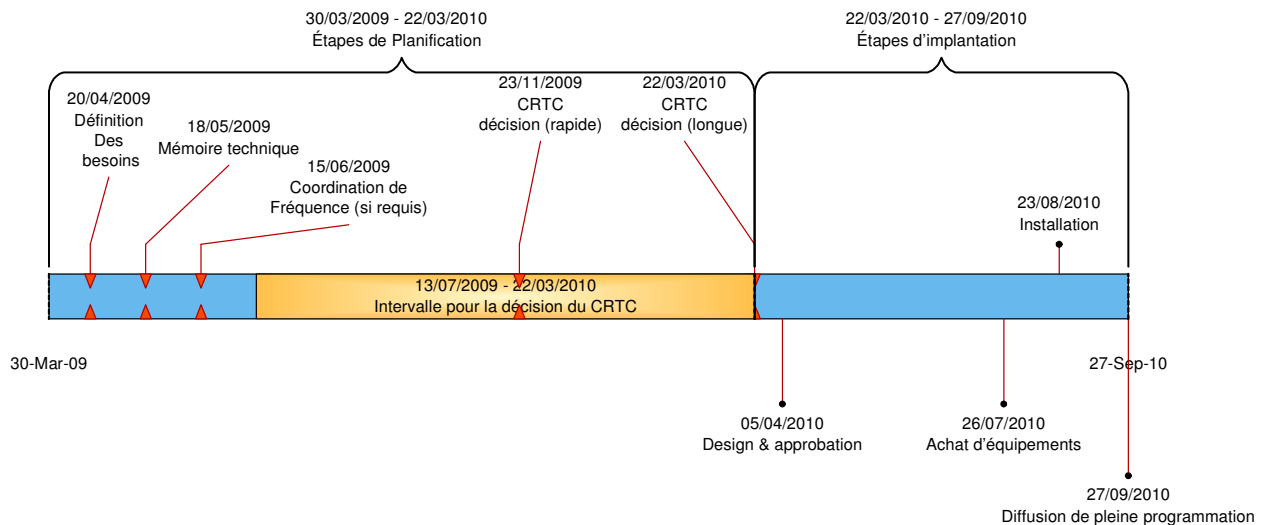 30/03/2009 - 22/03/2010
Étapes de Planification
22/03/2010 - 27/09/2010
Étapes d'implantation
20/04/2009
Définition
Des
besoins
18/05/2009
Mémoire technique
15/06/2009
Coordination de
Fréquence (si requis)
23/11/2009
CRTC
décision (rapide)
22/03/2010
CRTC
décision (longue)
23/08/2010
Installation
13/07/2009 - 22/03/2010
Intervalle pour la décision du CRTC
30-Mar-09
27-Sep-10
05/04/2010
Design & approbation
26/07/2010
Achat d'équipements
27/09/2010
Diffusion de pleine programmation